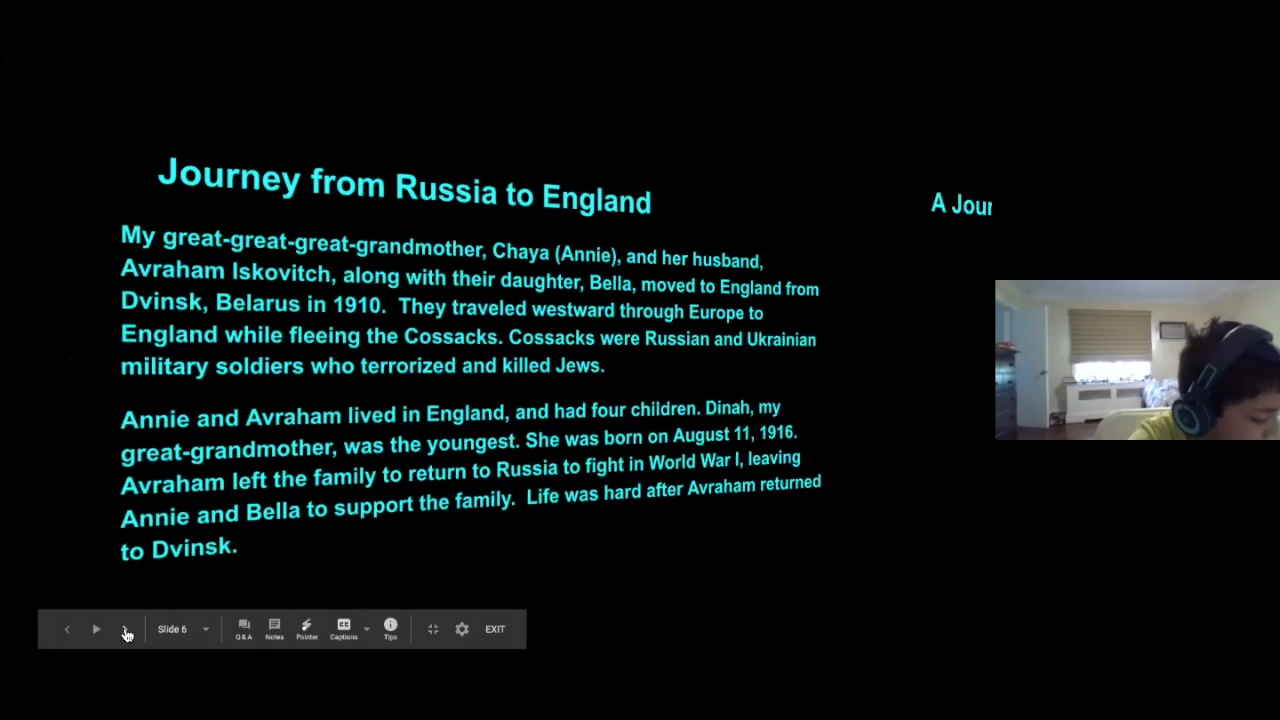 Journey from Russia to England
A Jour
My great-great-great-grandmother, Chaya (Annie), and her husband,
Avraham Iskovitch, along with their daughter, Bella, moved to England from
Dvinsk, Belarus in 1910.  They traveled westward through Europe to
England while fleeing the Cossacks. Cossacks were Russian and Ukrainian
military soldiers who terrorized and killed Jews.
Annie and Avraham lived in England, and had four children. Dinah, my
great-grandmother, was the youngest. She was born on August 11, 1916.
Avraham left the family to return to Russia to fight in World War I, leaving
Annie and Bella to support the family.  Life was hard after Avraham returned
to Dvinsk.
Slide 6
Q&A
Notes
Pointer
CC
Captions
Tips
EXIT